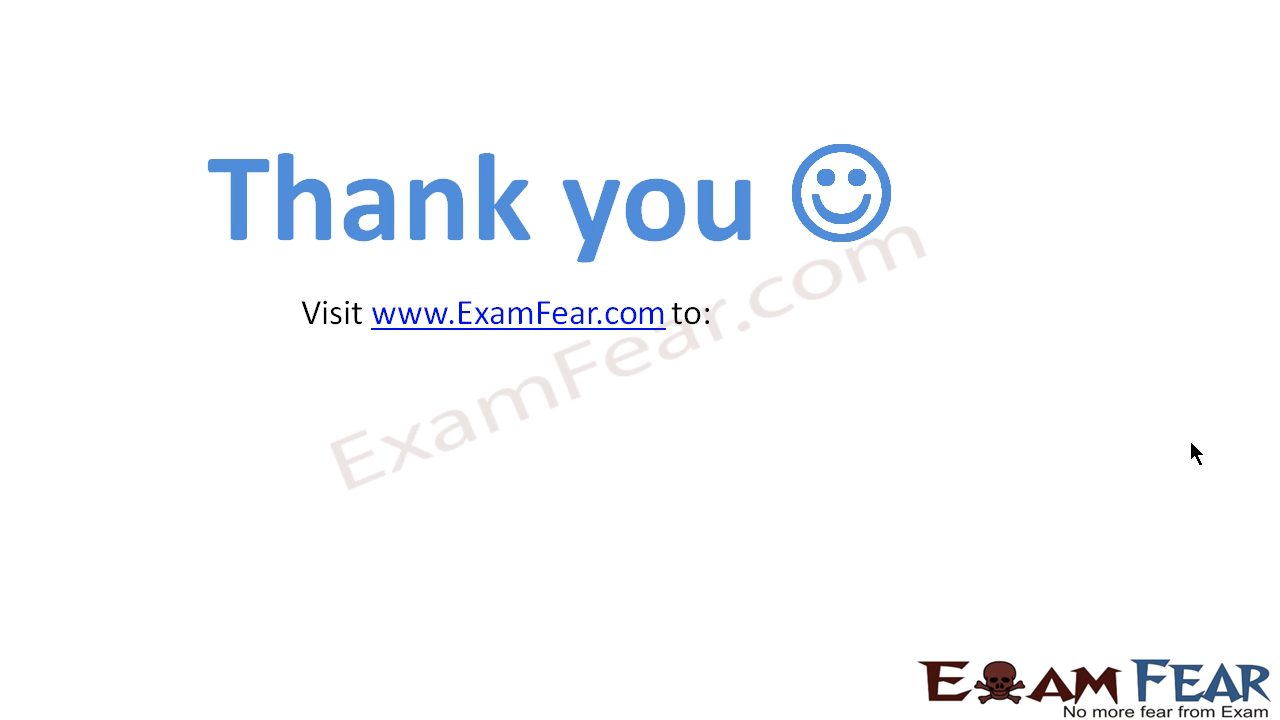 Thank you ☺
Visit www.ExamFear.com to:
ExamFear.com
EXAM FEAR
No more fear from Exam